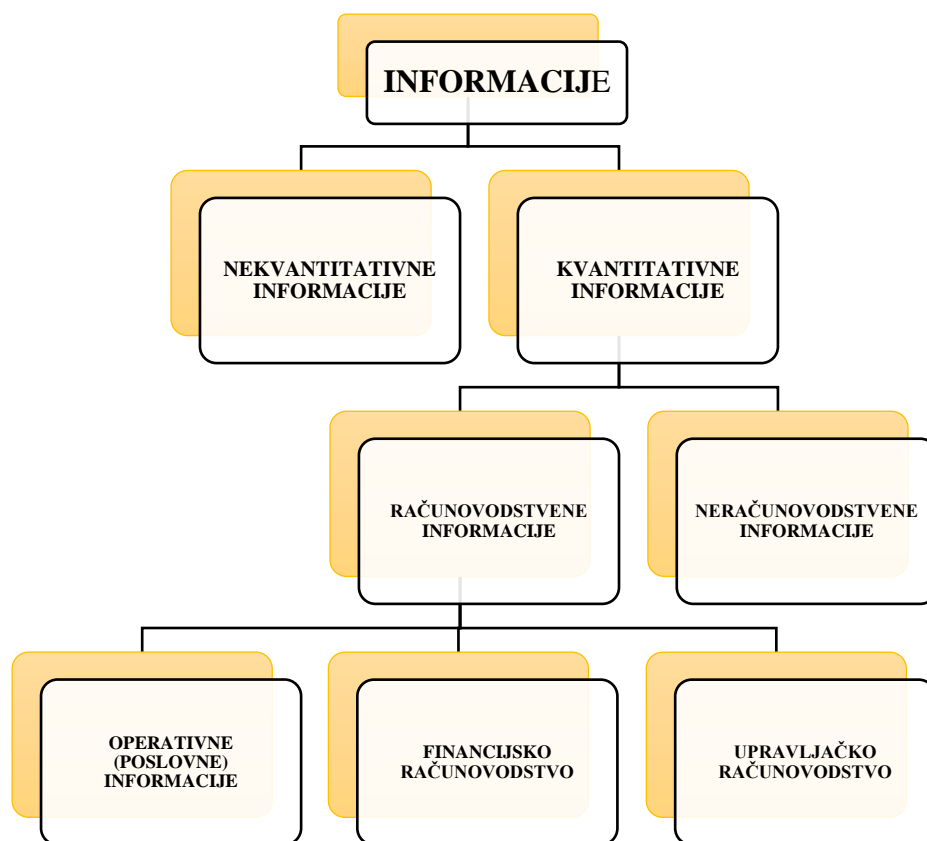 INFORMACIJE
NEKVANTITATIVNE
INFORMACIJE
KVANTITATIVNE
INFORMACIJE
RAČUNOVODSTVENE
INFORMACIJE
NERAČUNOVODSTVENE
INFORMACIJE
OPERATIVNE
(POSLOVNE)
INFORMACIJE
FINANCIJSKO
RAČUNOVODSTVO
UPRAVLJAČKO
RAČUNOVODSTVO